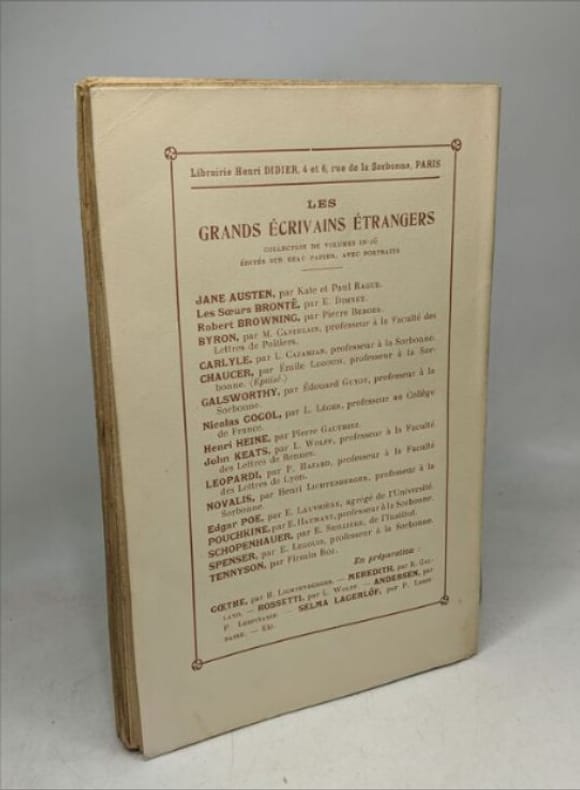 Librairie Henri DIDIER, 4 et 6, rue de la Sorbonne, PARIS
LES
GRANDS ÉCRIVAINS ÉTRANGERS
COLLECTION DE VOLUMES IN-16
ÉDITÉS SUR BEAU PAPIER, AVEC PORTRAITS
JANE AUSTEN, par Kate et Paul RAGUE.
Les Sœurs BRONTË, par E. DIMNET.
Robert BROWNING, par Pierre BERGER.
BYRON, par M. CASTELAIN, professeur à la Faculté des
Lettres de Poitiers.
CARLYLE, par L. CAZAMIAN, professeur à la Sorbonne.
CHAUCER, par Émile LEGOUIS, professeur à la Sor-
bonne. (Épuisé.)
GALSWORTHY, par Édouard GUYOT, professeur à la
Sorbonne.
Nicolas GOGOL, par L. LÉGER, professeur au Collège
de France.
Henri HEINE, par Pierre GAUTHIEZ.
John KEATS, par L. WOLFF, professeur à la Faculté
des Lettres de Rennes.
LEOPARDI, par P. HAZARD, professeur à la Faculté
des Lettres de Lyon.
NOVALIS, par Henri LICHTENBERGER, professeur à la
Sorbonne.
Edgar POE, par E. LAUVRIÈRE, agrégé de l'Université.
POUCHKINE, par E. HAUMANT, professeur à la Sorbonne.
SCHOPENHAUER, par E. SEILLIÈRE, de l'Institut.
SPENSER, par E. LEGOUIS, professeur à la Sorbonne.
TENNYSON, par Firmin ROZ.
En préparation :
GŒTHE, par H. LICHTENBERGER. — MEREDITH, par R. GAL-
LAND. — ROSSETTI, par L. WOLFF. — ANDERSEN, par
P. — SELMA LAGERLÖF, par P.
— Etc.